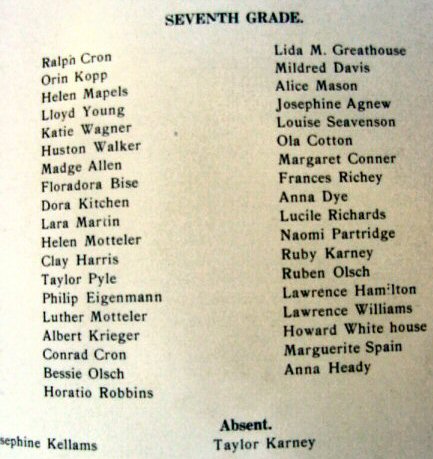 SEVENTH GRADE.
Ralph Cron
Orin Kopp
Helen Mapels
Lloyd Young
Katie Wagner
Huston Walker
Madge Allen
Floradora Bise
Dora Kitchen
Lara Martin
Helen Motteler
Clay Harris
Taylor Pyle
Philip Eigenmann
Luther Motteler
Albert Krieger
Conrad Cron
Bessie Olsch
Horatio Robbins
Lida M. Greathouse
Mildred Davis
Alice Mason
Josephine Agnew
Louise Seavenson
Ola Cotton
Margaret Conner
Frances Richey
Anna Dye
Lucile Richards
Naomi Partridge
Ruby Karney
Ruben Olsch
Lawrence Hamilton
Lawrence Williams
Howard White house
Marguerite Spain
Anna Heady
Absent.
sephine Kellams
Taylor Karney